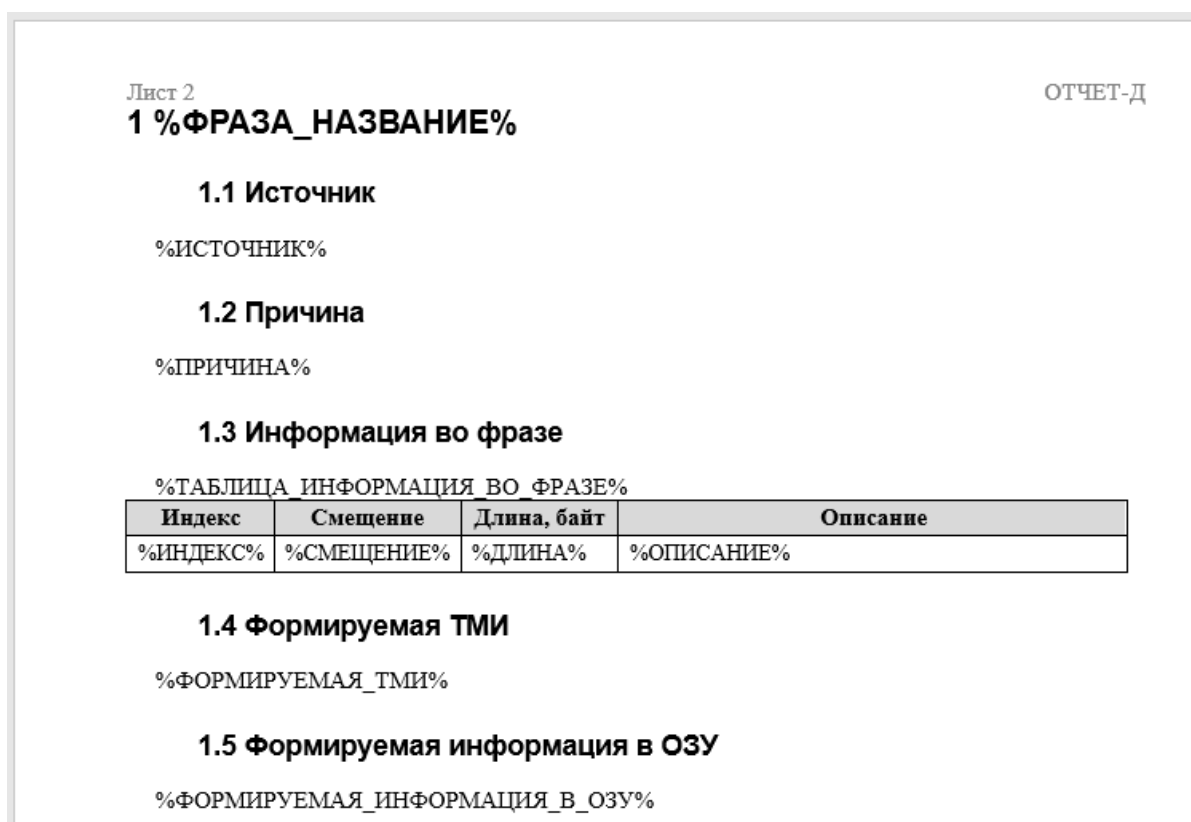 Лист 2 ОТЧЕТ-Д
1 %ФРАЗА_НАЗВАНИЕ%
1.1 Источник
%ИСТОЧНИК%
1.2 Причина
%ПРИЧИНА%
1.3 Информация во фразе
%ТАБЛИЦА_ИНФОРМАЦИЯ_ВО_ФРАЗЕ%
Индекс Смещение Длина, байт Описание
%ИНДЕКС% %СМЕЩЕНИЕ% %ДЛИНА% %ОПИСАНИЕ%
1.4 Формируемая ТМИ
%ФОРМИРУЕМАЯ_ТМИ%
1.5 Формируемая информация в ОЗУ
%ФОРМИРУЕМАЯ_ИНФОРМАЦИЯ_В_ОЗУ%